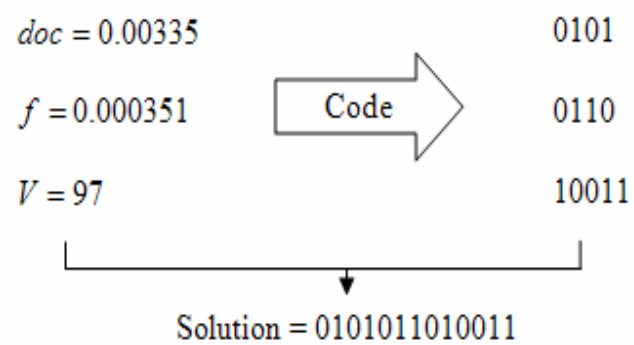 doc = 0.00335 0101
f = 0.000351 Code 0110
V = 97 10011
Solution = 0101011010011